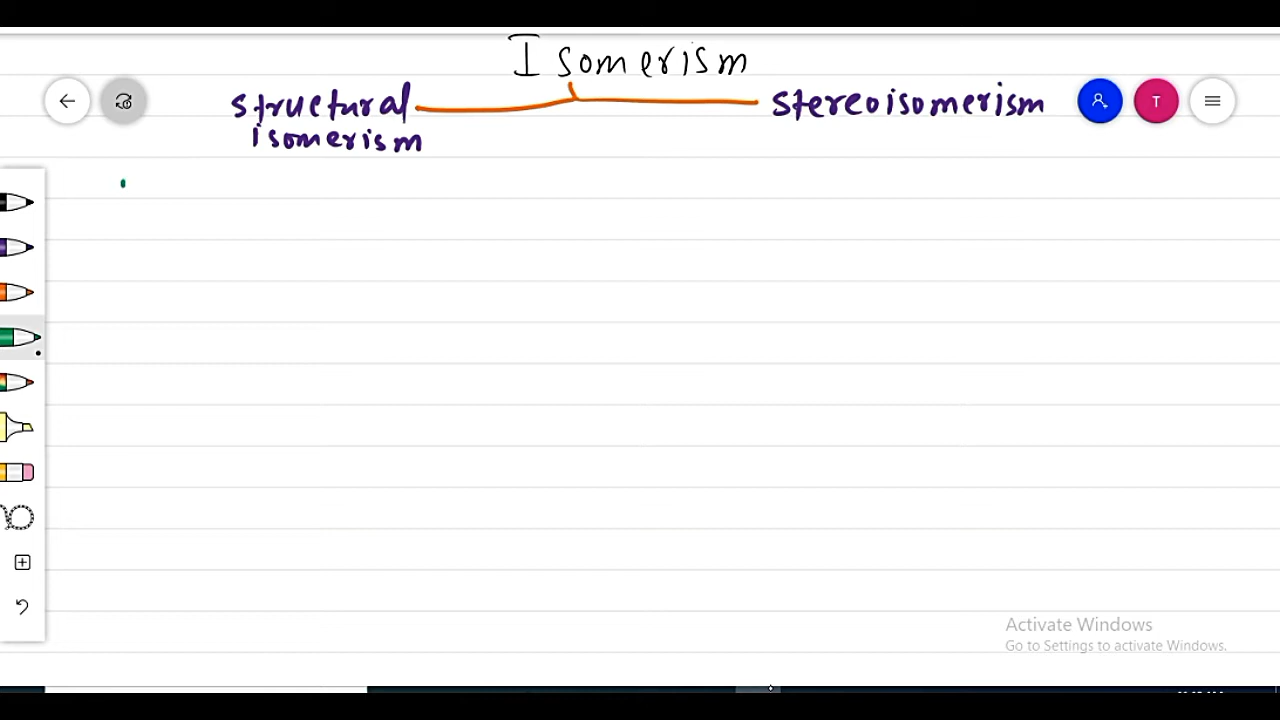 Isomerism
structural stereoisomerism
isomerism
T
Activate Windows
Go to Settings to activate Windows.